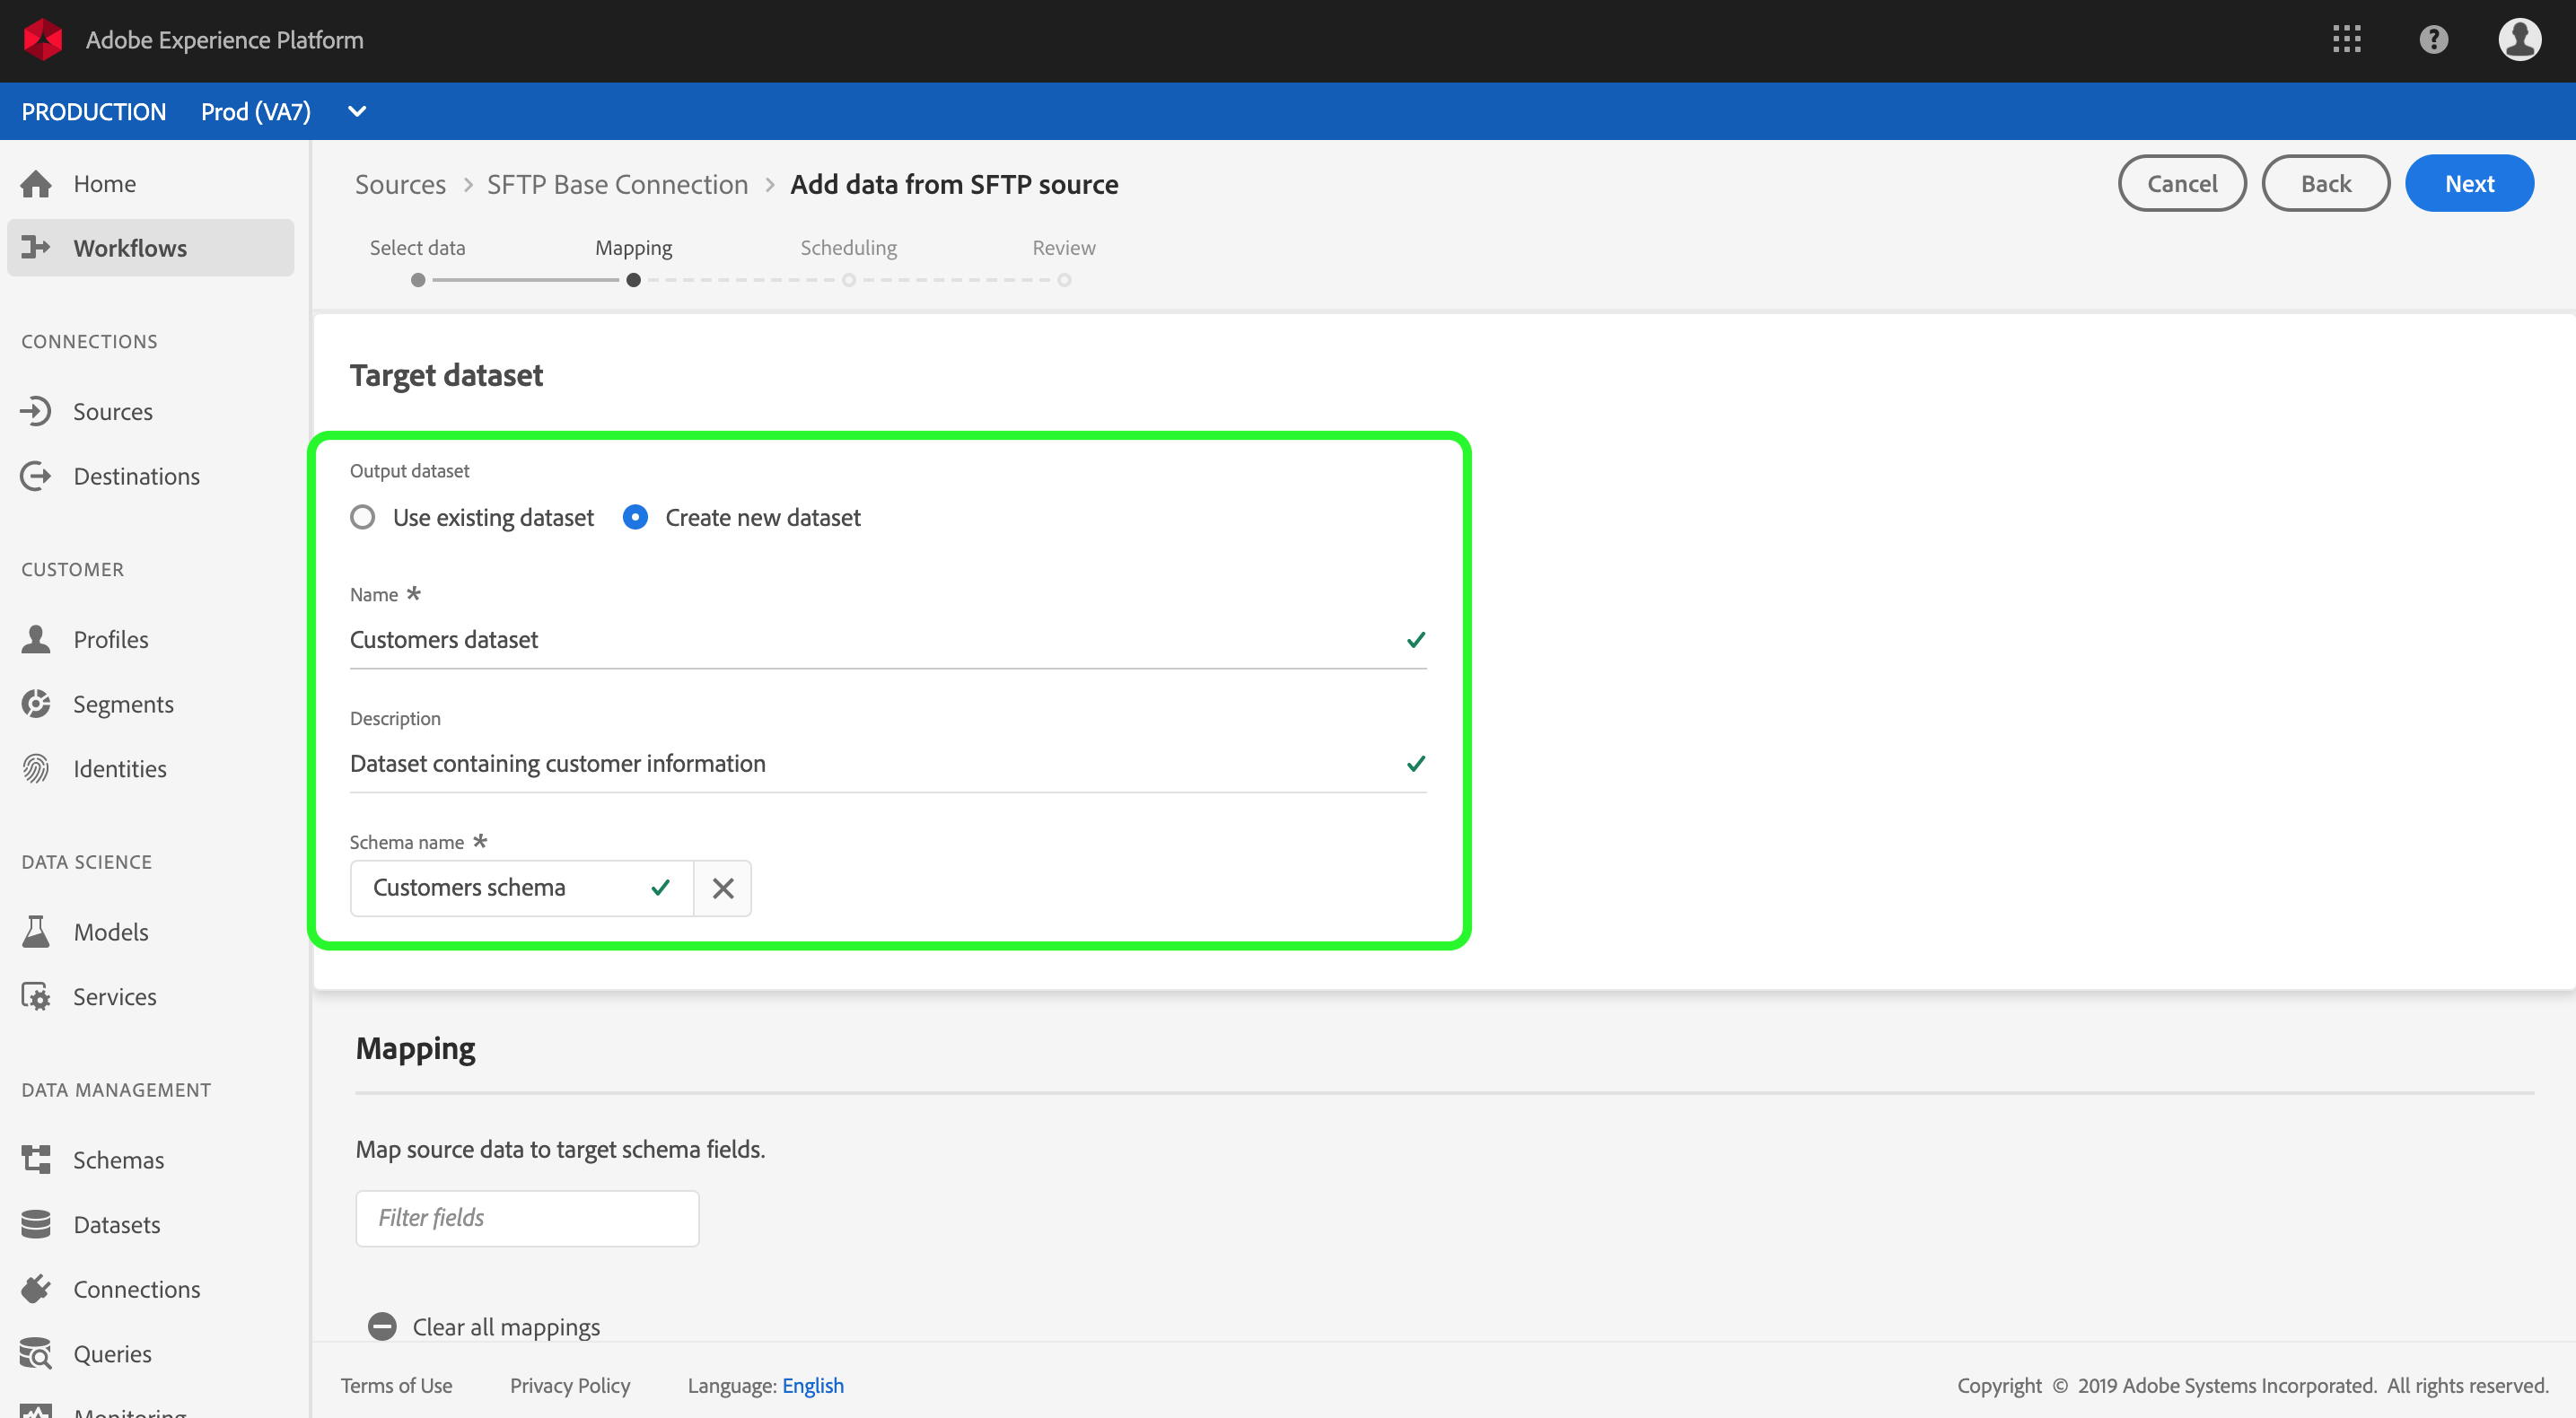 Adobe Experience Platform
PRODUCTION Prod (VA7)
Home
Workflows
CONNECTIONS
Sources
Destinations
CUSTOMER
Profiles
Segments
Identities
DATA SCIENCE
Models
Services
DATA MANAGEMENT
Schemas
Datasets
Connections
Queries
Monitoring
Sources > SFTP Base Connection > Add data from SFTP source
Cancel Back Next
Select data Mapping Scheduling Review
Target dataset
Output dataset
Use existing dataset Create new dataset
Name *
Customers dataset
Description
Dataset containing customer information
Schema name *
Customers schema
Mapping
Map source data to target schema fields.
Filter fields
Clear all mappings
Terms of Use Privacy Policy Language: English Copyright © 2019 Adobe Systems Incorporated. All rights reserved.